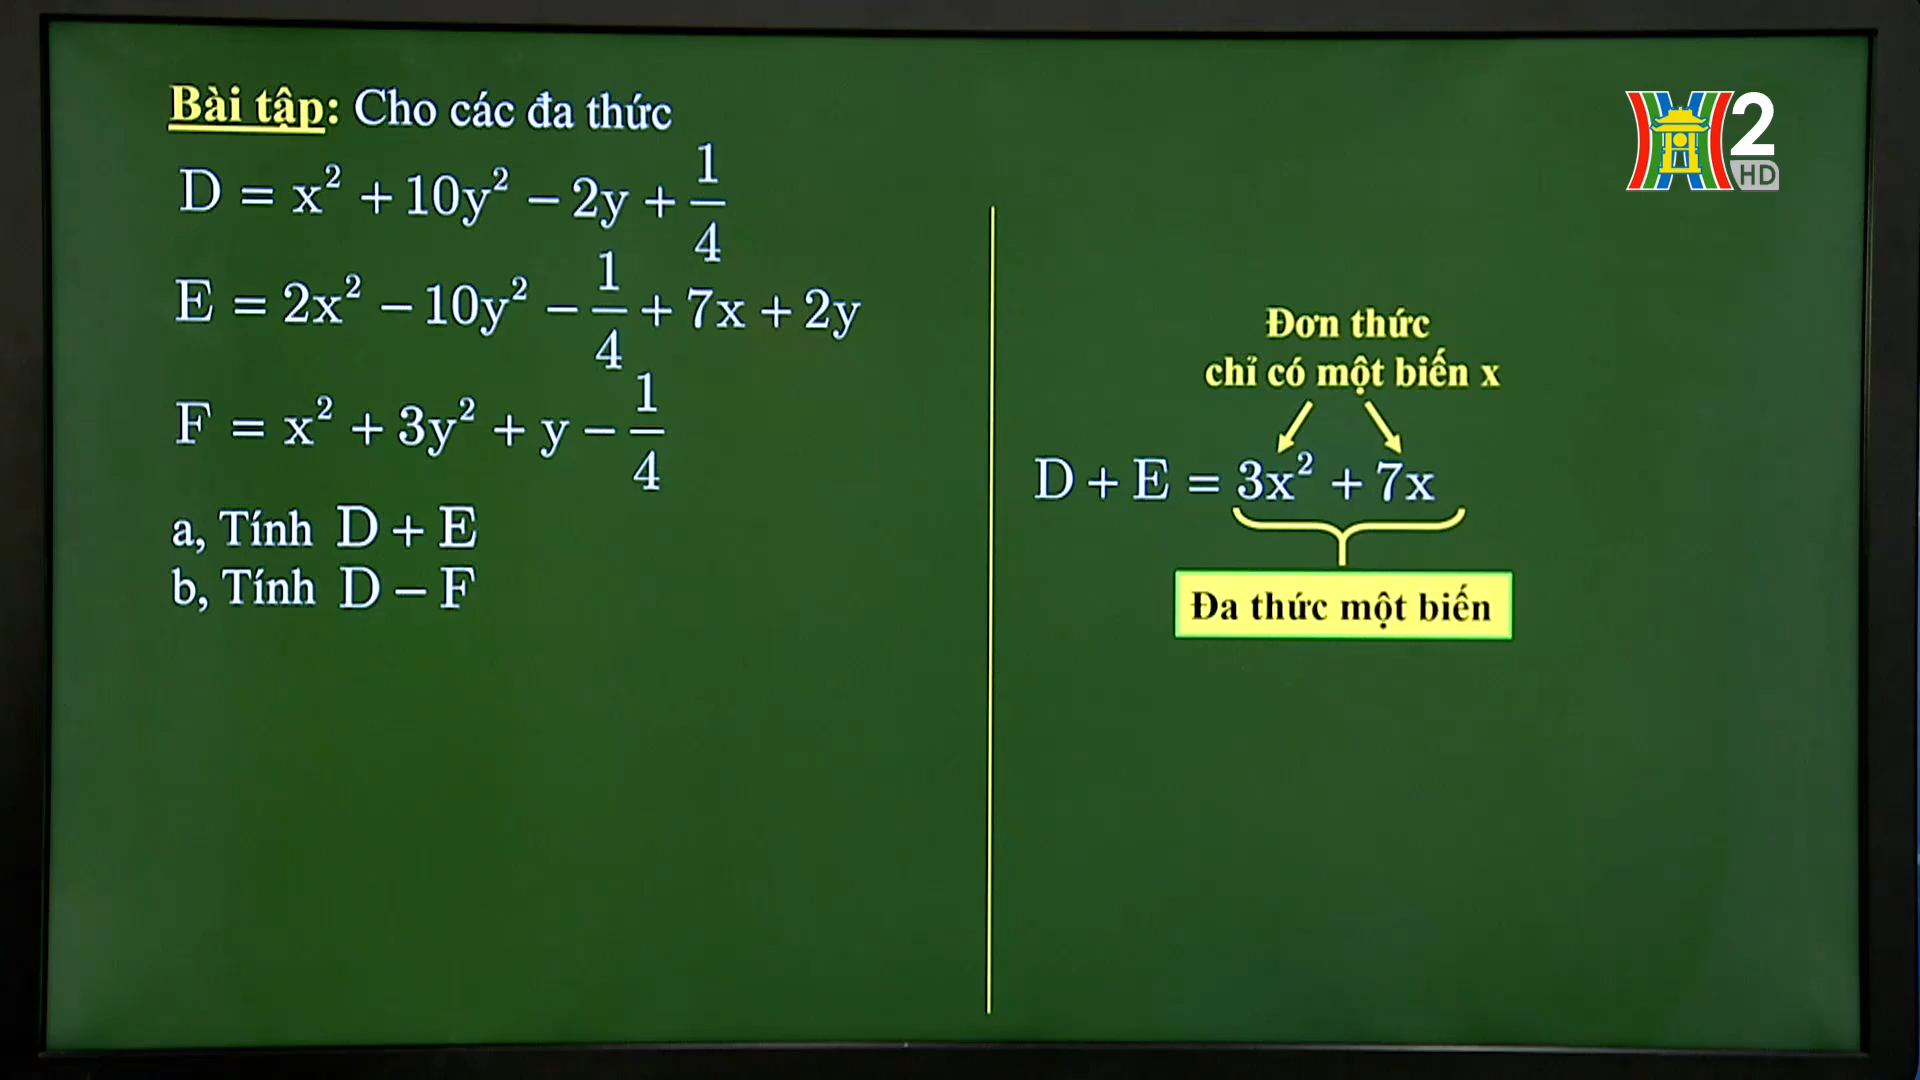 Bài tập: Cho các đa thức
D = x² + 10y² − 2y + 1/4
E = 2x² − 10y² − 1/4 + 7x + 2y
F = x² + 3y² + y − 1/4
a, Tính D + E
b, Tính D − F
2
HD
Đơn thức
chỉ có một biến x
D + E = 3x² + 7x
Đa thức một biến